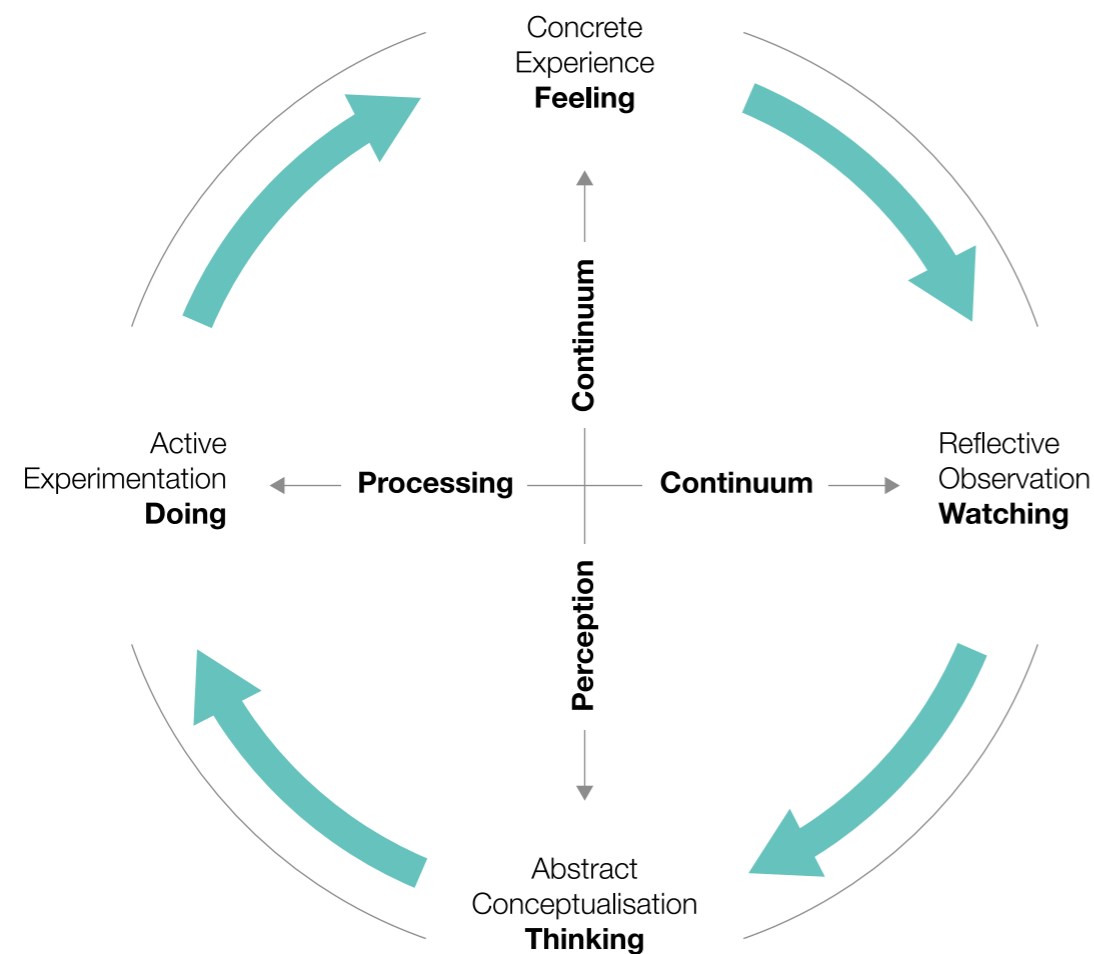 Concrete
Experience
Feeling
Continuum
Active
Experimentation
Doing
Processing
Continuum
Reflective
Observation
Watching
Perception
Abstract
Conceptualisation
Thinking